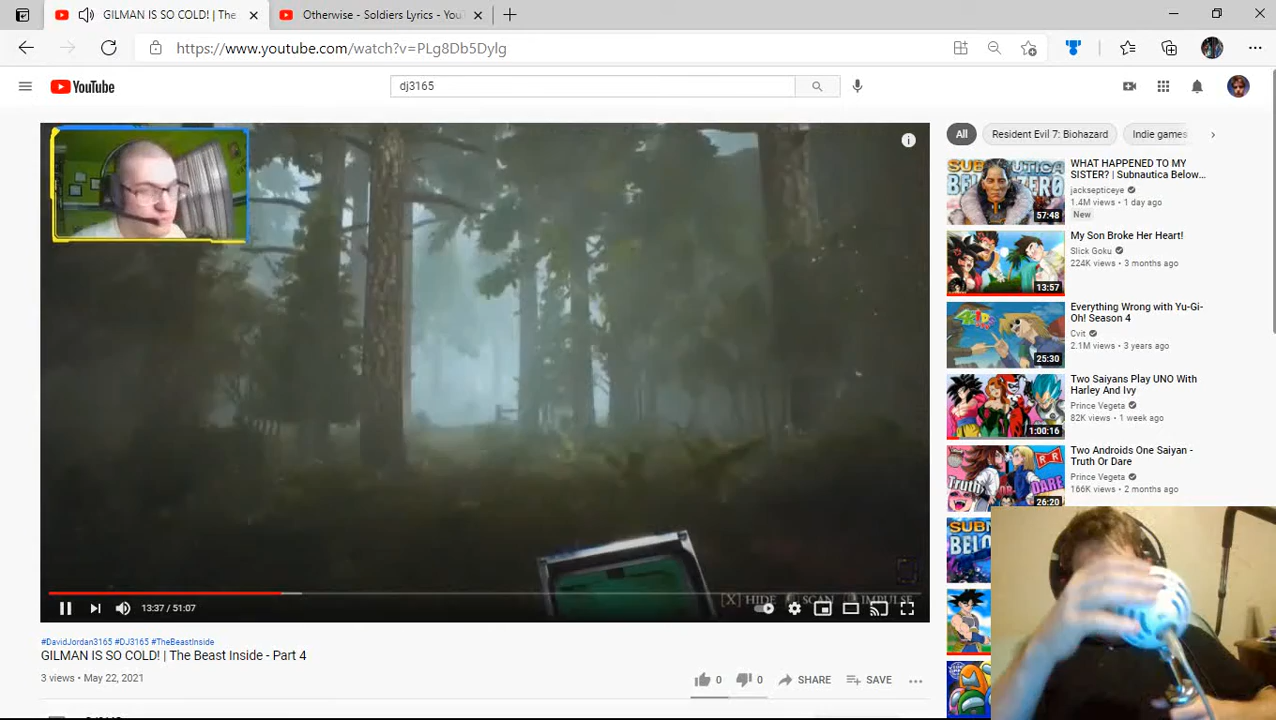 GILMAN IS SO COLD! | The
Otherwise - Soldiers Lyrics - You
https://www.youtube.com/watch?v=PLg8Db5Dylg
YouTube
dj3165
All
Resident Evil 7: Biohazard
Indie games
WHAT HAPPENED TO MY
SISTER? | Subnautica Below...
jacksepticeye
1.4M views • 1 day ago
New
57:48
My Son Broke Her Heart!
Slick Goku
224K views • 3 months ago
13:57
Everything Wrong with Yu-Gi-
Oh! Season 4
Cvit
2.1M views • 3 years ago
25:30
Two Saiyans Play UNO With
Harley And Ivy
Prince Vegeta
82K views • 1 week ago
1:00:16
Two Androids One Saiyan -
Truth Or Dare
Prince Vegeta
166K views • 2 months ago
26:20
Truth
OR
DARE
[X] HIDE
SCAN
IMPULSE
13:37 / 51:07
#DavidJordan3165 #DJ3165 #TheBeastInside
GILMAN IS SO COLD! | The Beast Inside - Part 4
3 views • May 22, 2021
0
0
SHARE
SAVE